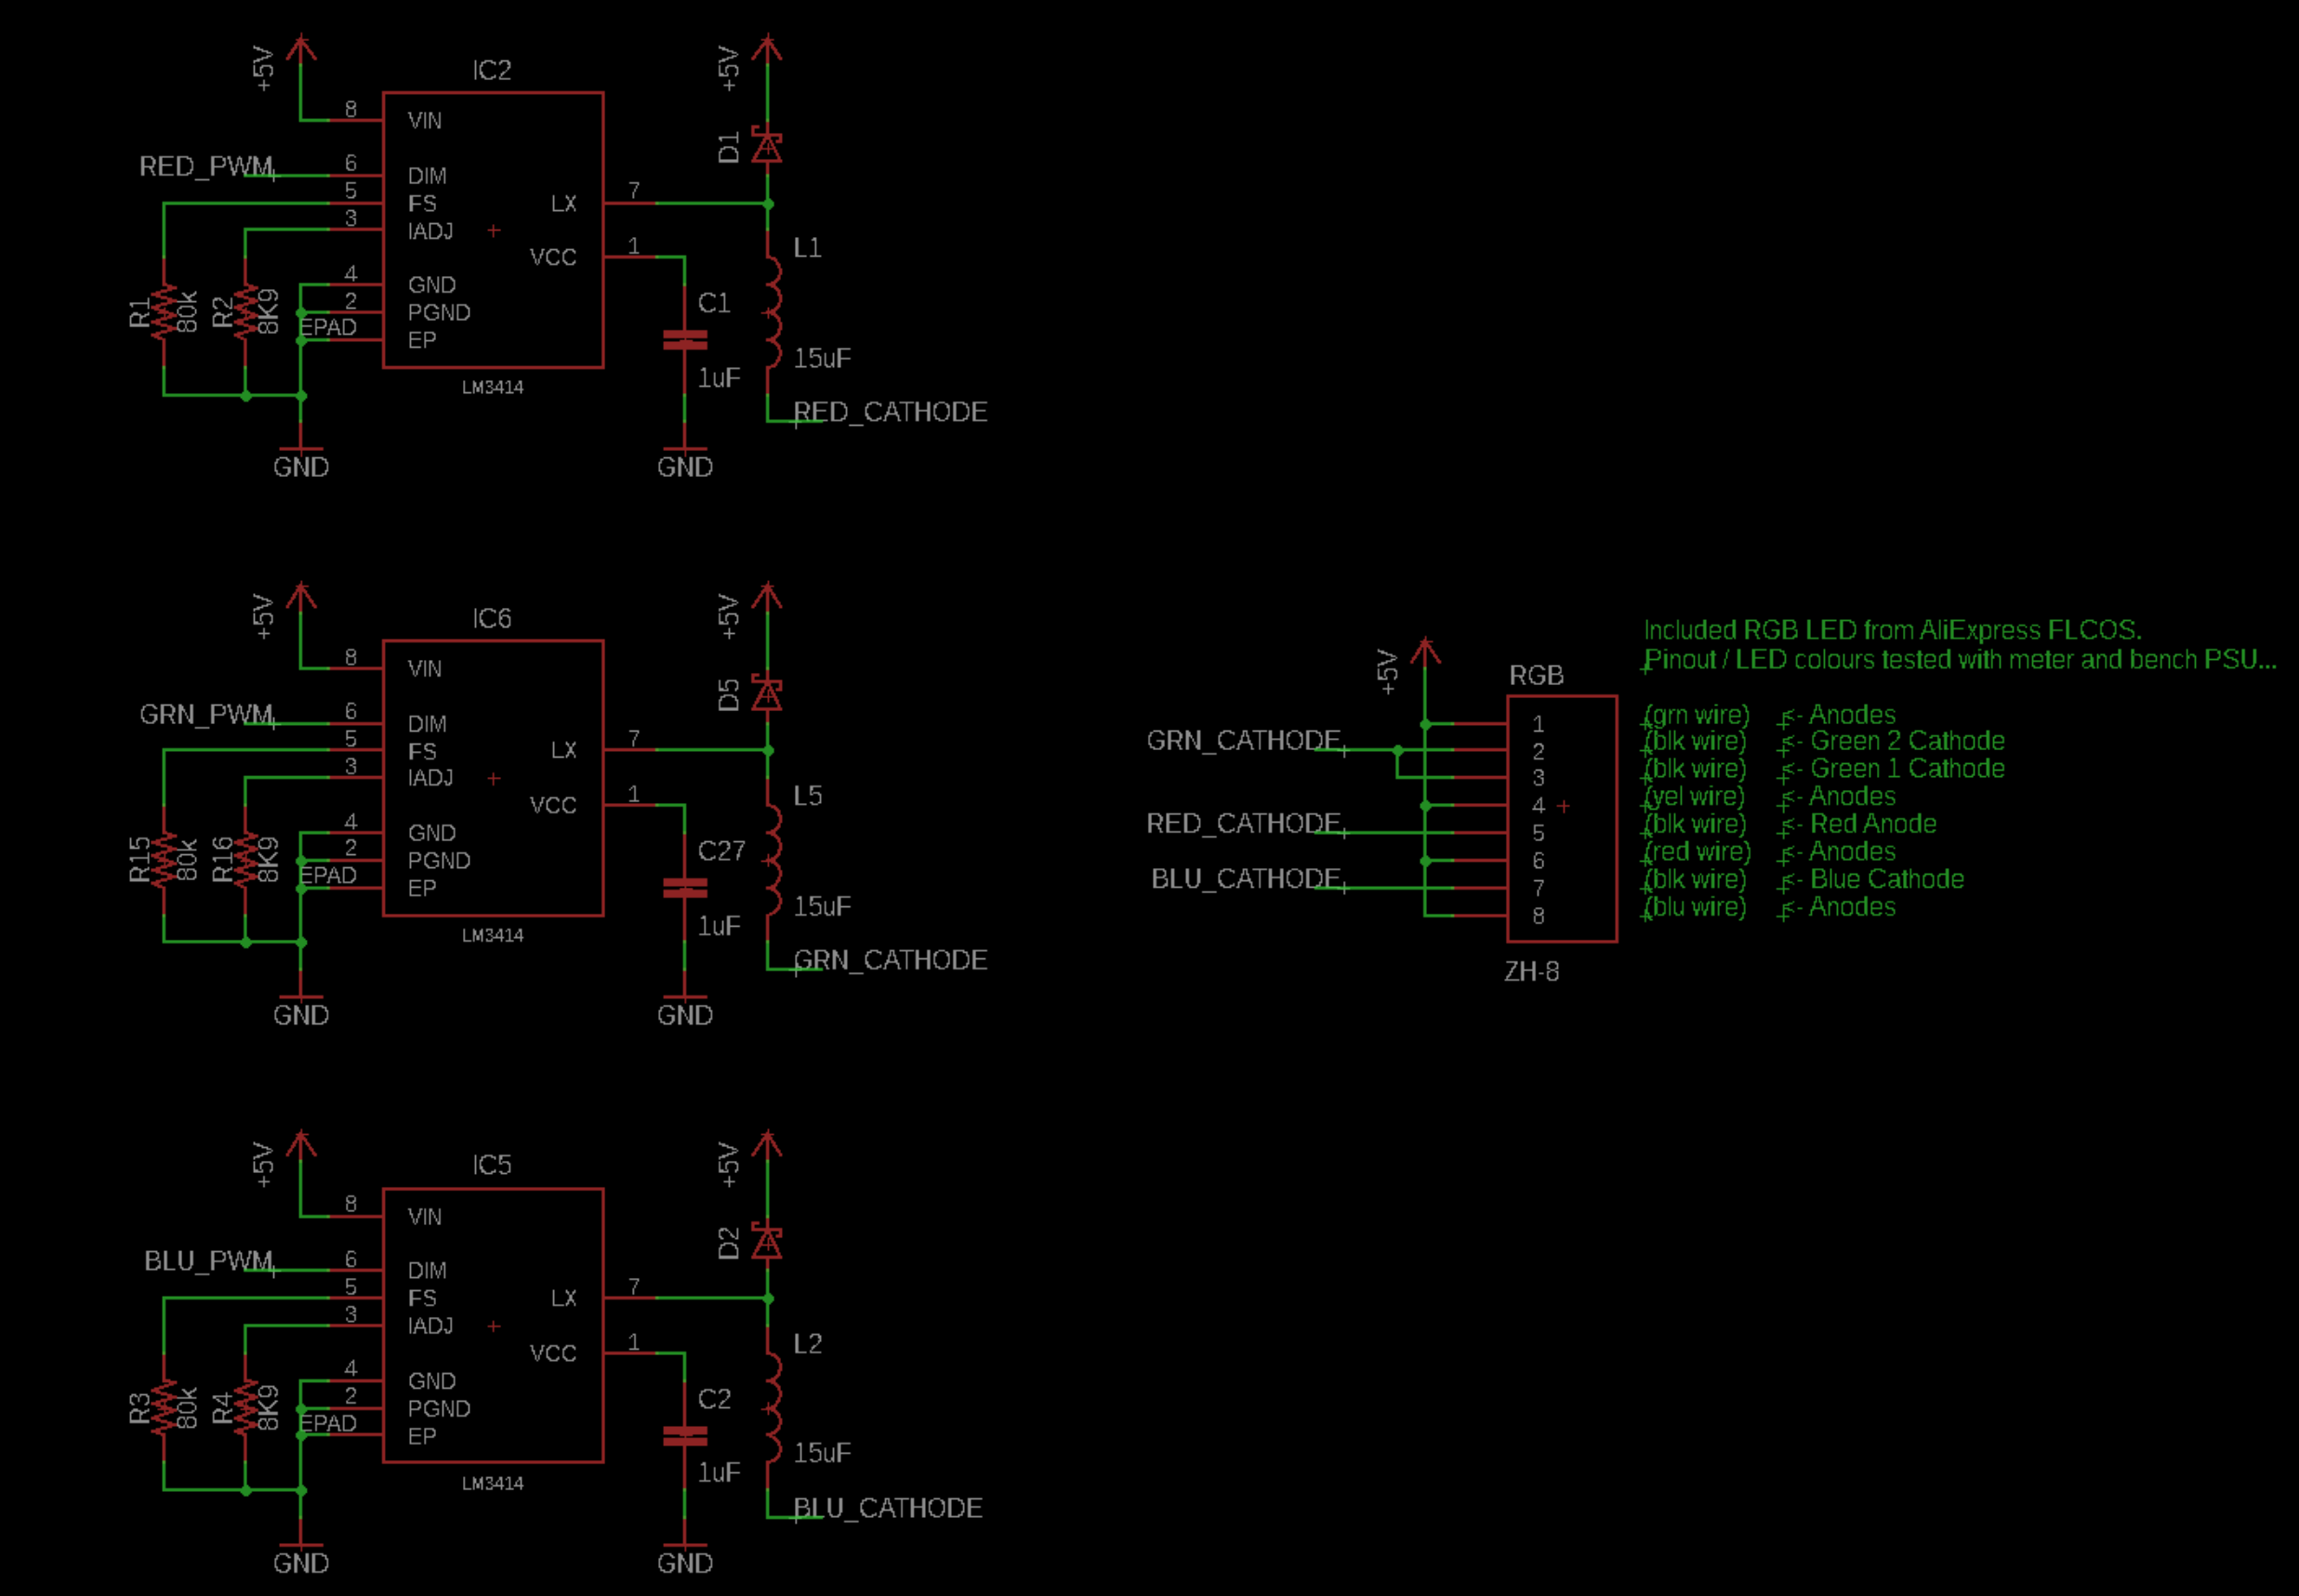 +5V
IC2
+5V
8
VIN
D1
RED_PWM
6
DIM
5
FS
LX
7
3
IADJ
VCC
1
L1
4
GND
C1
R1
80k
R2
8K9
2
PGND
EPAD
EP
15uF
1uF
LM3414
RED_CATHODE
GND
GND
+5V
IC6
+5V
8
VIN
D5
GRN_PWM
6
DIM
5
FS
LX
7
3
IADJ
VCC
1
L5
4
GND
C27
R15
80k
R16
8K9
2
PGND
EPAD
EP
15uF
1uF
LM3414
GRN_CATHODE
GND
GND
Included RGB LED from AliExpress FLCOS.
Pinout / LED colours tested with meter and bench PSU...
+5V
RGB
1 (grn wire) <- Anodes
GRN_CATHODE 2 (blk wire) <- Green 2 Cathode
3 (blk wire) <- Green 1 Cathode
4 (yel wire) <- Anodes
RED_CATHODE 5 (blk wire) <- Red Anode
6 (red wire) <- Anodes
BLU_CATHODE 7 (blk wire) <- Blue Cathode
8 (blu wire) <- Anodes
ZH-8
+5V
IC5
+5V
8
VIN
D2
BLU_PWM
6
DIM
5
FS
LX
7
3
IADJ
VCC
1
L2
4
GND
C2
R3
80k
R4
8K9
2
PGND
EPAD
EP
15uF
1uF
LM3414
BLU_CATHODE
GND
GND